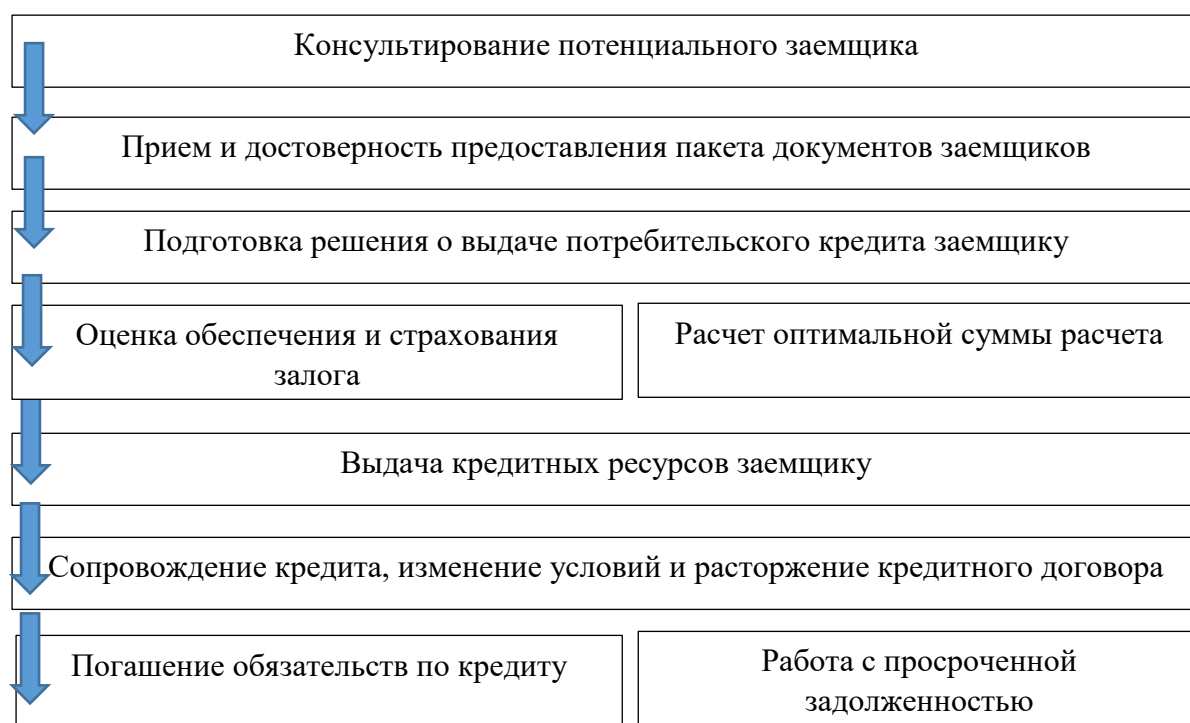 Консультирование потенциального заемщика
Прием и достоверность предоставления пакета документов заемщиков
Подготовка решения о выдаче потребительского кредита заемщику
Оценка обеспечения и страхования
залога
Расчет оптимальной суммы расчета
Выдача кредитных ресурсов заемщику
Сопровождение кредита, изменение условий и расторжение кредитного договора
Погашение обязательств по кредиту
Работа с просроченной
задолженностью